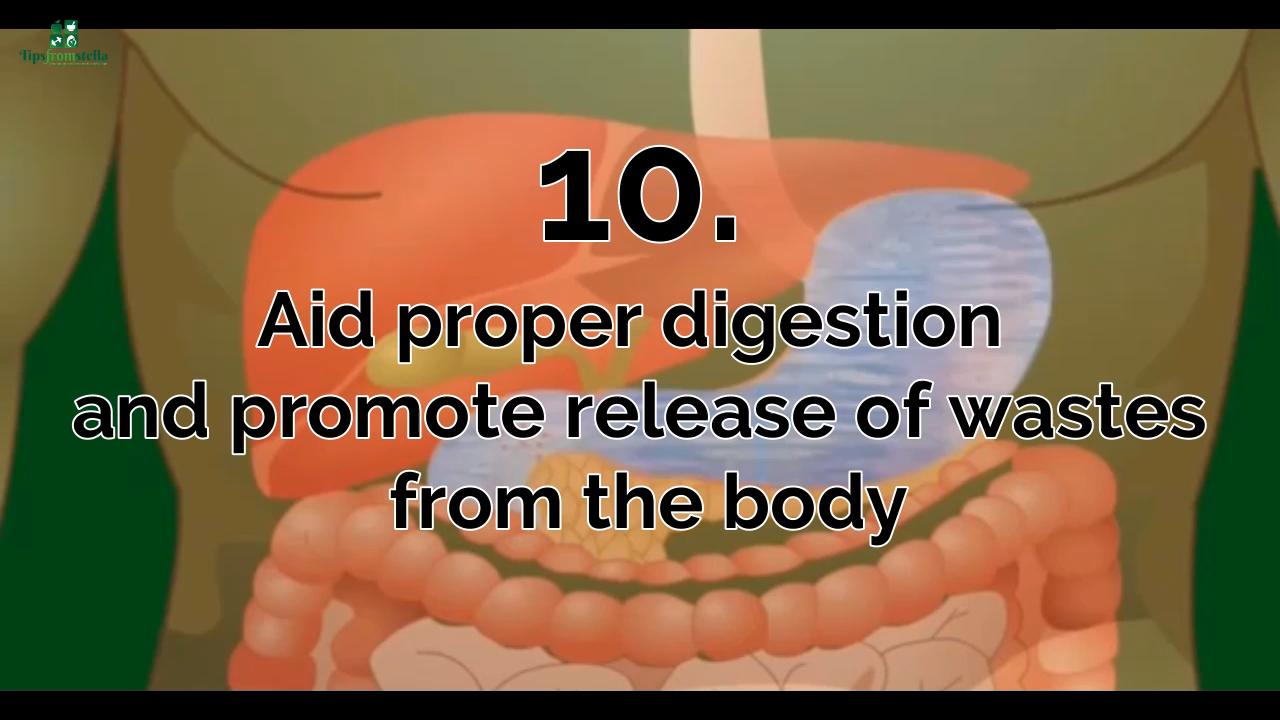 Tipsfromstella
10.
Aid proper digestion
and promote release of wastes
from the body